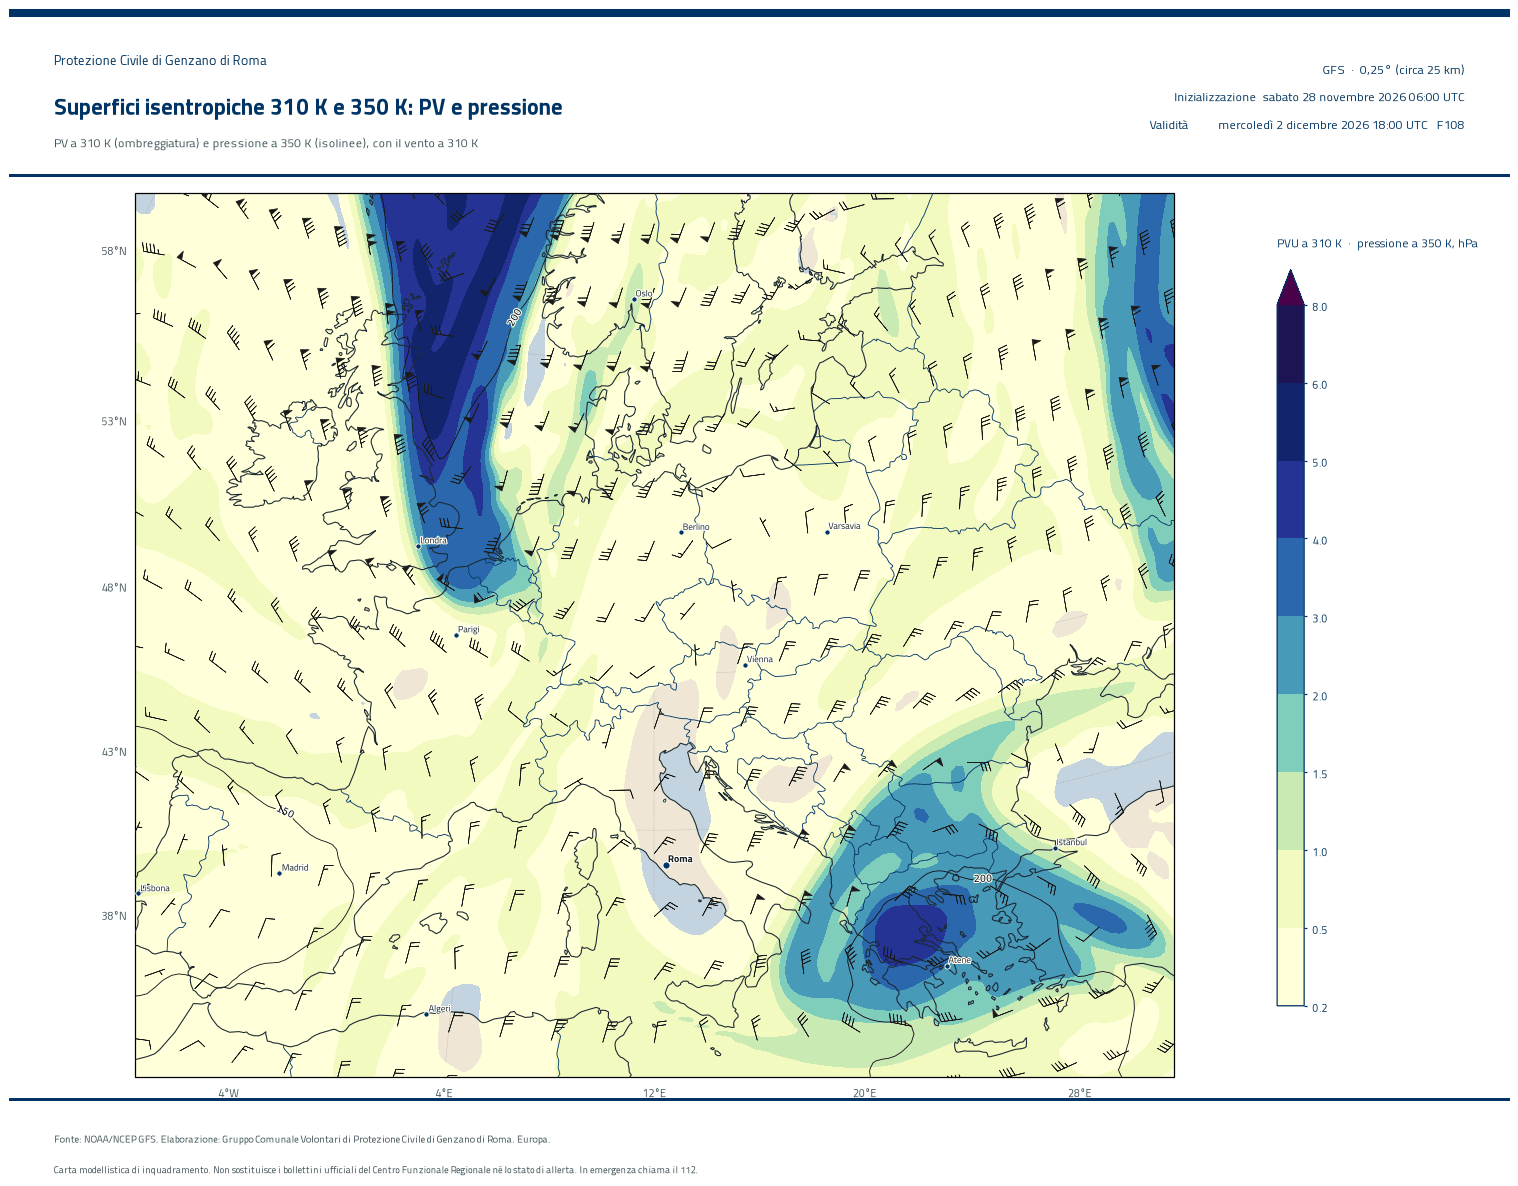 Protezione Civile di Genzano di Roma
Superfici isentropiche 310 K e 350 K: PV e pressione
PV a 310 K (ombreggiatura) e pressione a 350 K (isolinee), con il vento a 310 K
GFS · 0,25° (circa 25 km)
Inizializzazione sabato 28 novembre 2026 06:00 UTC
Validità mercoledì 2 dicembre 2026 18:00 UTC F108
PVU a 310 K · pressione a 350 K, hPa
8.0
6.0
5.0
4.0
3.0
2.0
1.5
1.0
0.5
0.2
58°N
53°N
48°N
43°N
38°N
4°W
4°E
12°E
20°E
28°E
Oslo
200
Londra
Berlino
Varsavia
Parigi
Vienna
150
Madrid
Lisbona
Roma
Istanbul
200
Atene
Algeri
Fonte: NOAA/NCEP GFS. Elaborazione: Gruppo Comunale Volontari di Protezione Civile di Genzano di Roma. Europa.
Carta modellistica di inquadramento. Non sostituisce i bollettini ufficiali del Centro Funzionale Regionale né lo stato di allerta. In emergenza chiama il 112.